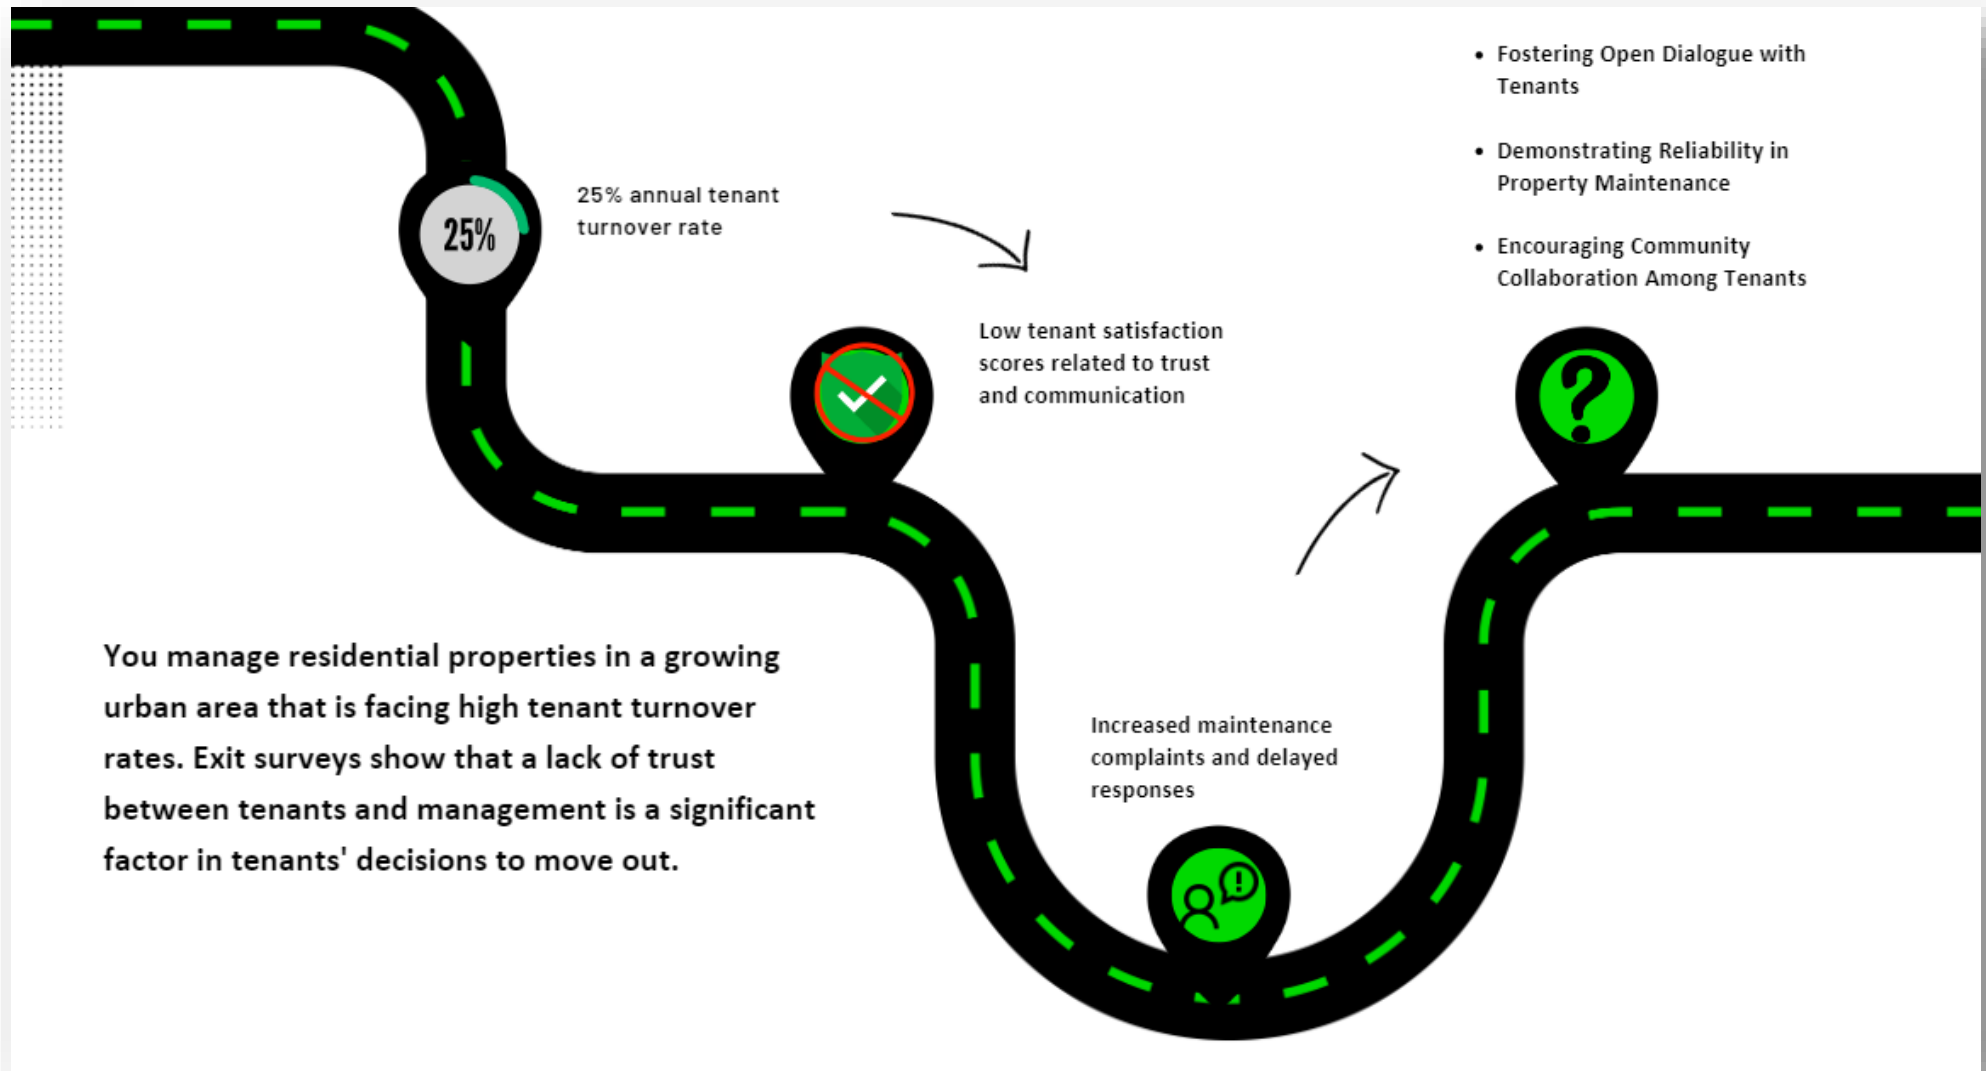 25%
25% annual tenant
turnover rate
Low tenant satisfaction
scores related to trust
and communication
Increased maintenance
complaints and delayed
responses
• Fostering Open Dialogue with
Tenants
• Demonstrating Reliability in
Property Maintenance
• Encouraging Community
Collaboration Among Tenants
?
You manage residential properties in a growing
urban area that is facing high tenant turnover
rates. Exit surveys show that a lack of trust
between tenants and management is a significant
factor in tenants' decisions to move out.